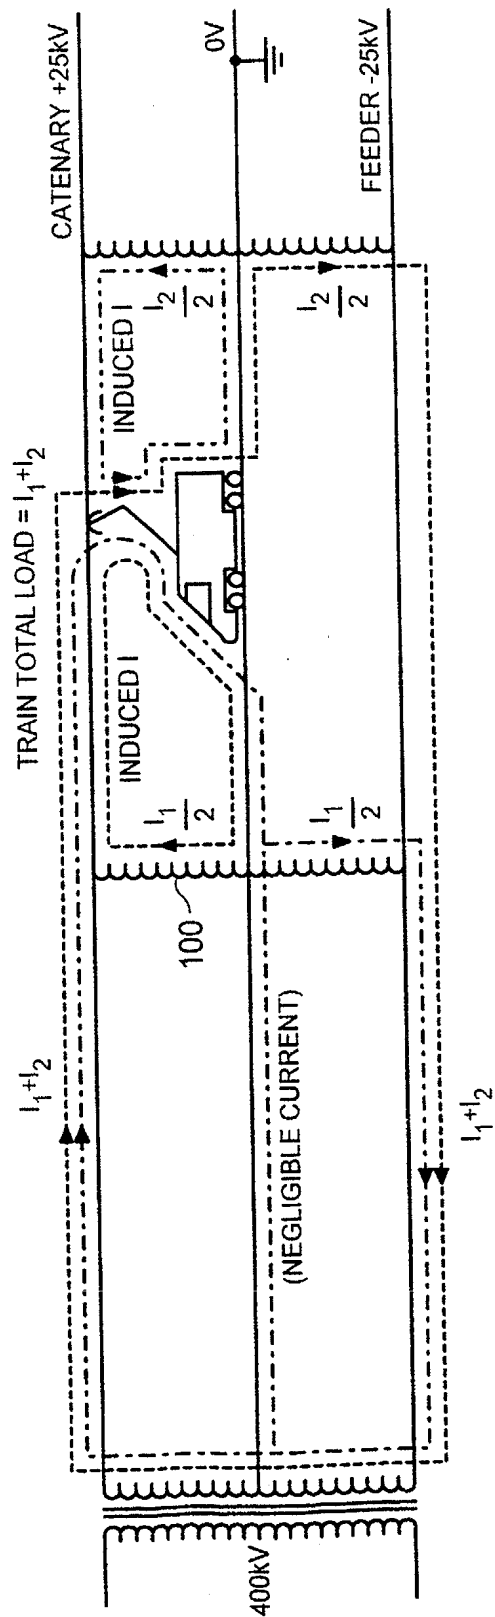 CATENARY +25kV
0V
FEEDER -25kV
TRAIN TOTAL LOAD = I₁+I₂
INDUCED I
I₂
2
I₂
2
INDUCED I
I₁
2
I₁
2
100
I₁+I₂
(NEGLIGIBLE CURRENT)
I₁+I₂
400kV